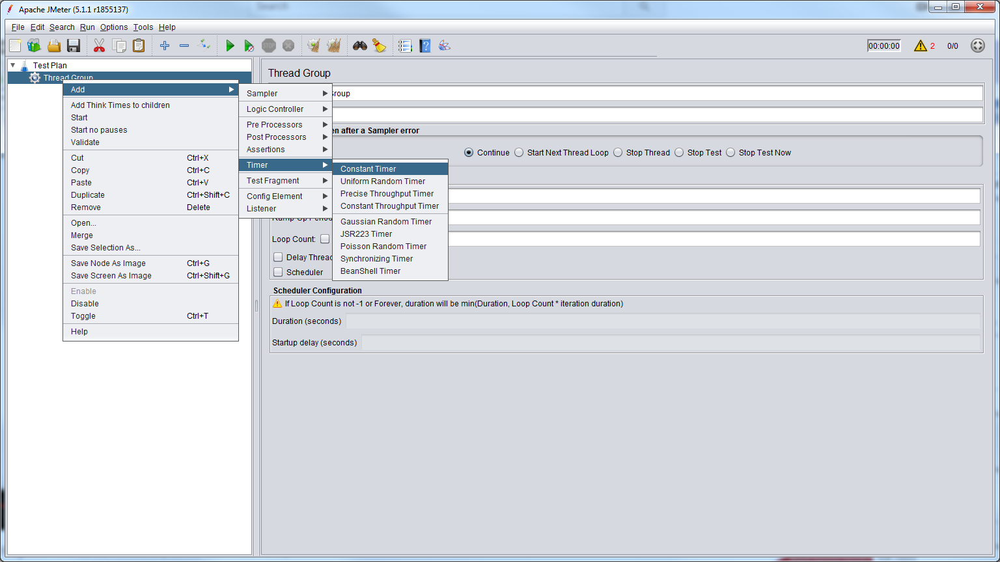 Apache JMeter (5.1.1 r1855137)
File Edit Search Run Options Tools Help
00:00:00 2 0/0
Test Plan
Thread Group
Add
Add Think Times to children
Start
Start no pauses
Validate
Cut Ctrl+X
Copy Ctrl+C
Paste Ctrl+V
Duplicate Ctrl+Shift+C
Remove Delete
Open...
Merge
Save Selection As...
Save Node As Image Ctrl+G
Save Screen As Image Ctrl+Shift+G
Enable
Disable
Toggle Ctrl+T
Help
Sampler
Logic Controller
Pre Processors
Post Processors
Assertions
Timer
Test Fragment
Config Element
Listener
Constant Timer
Uniform Random Timer
Precise Throughput Timer
Constant Throughput Timer
Gaussian Random Timer
JSR223 Timer
Poisson Random Timer
Synchronizing Timer
BeanShell Timer
Thread Group
after a Sampler error
Continue Start Next Thread Loop Stop Thread Stop Test Stop Test Now
Loop Count:
Delay
Scheduler
Scheduler Configuration
If Loop Count is not -1 or Forever, duration will be min(Duration, Loop Count * iteration duration)
Duration (seconds)
Startup delay (seconds)